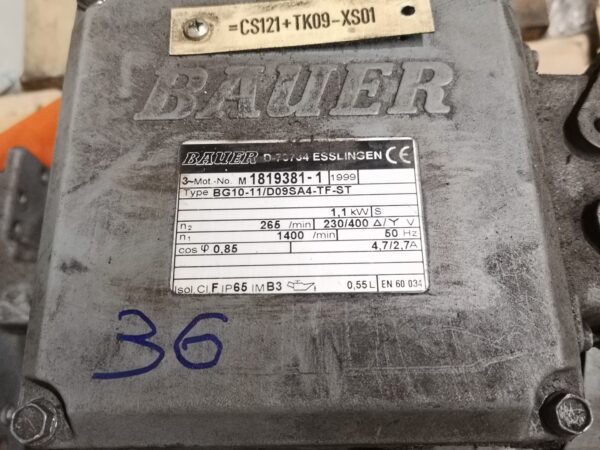 =CS121+TK09-XS01
BAUER
BAUER D-73734 ESSLINGEN CE
3~Mot.-No. M 1819381-1 1999
Type BG10-11/D09SA4-TF-ST
1,1 kW S
n2 265 /min 230/400 Δ/Y V
n1 1400 /min 50 Hz
cos φ 0,85 4,7/2,7A
Isol.Cl F IP65 IM B3 0,55 L EN 60 034
36